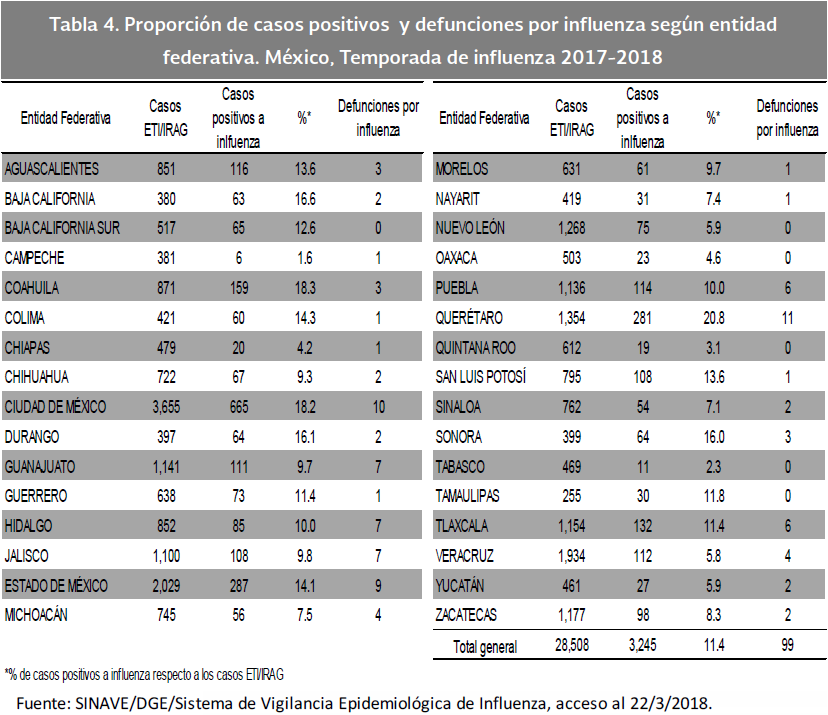 Tabla 4. Proporción de casos positivos y defunciones por influenza según entidad
federativa. México, Temporada de influenza 2017-2018
Entidad Federativa Casos ETI/IRAG Casos positivos a inlfuenza %* Defunciones por influenza
AGUASCALIENTES 851 116 13.6 3
BAJA CALIFORNIA 380 63 16.6 2
BAJA CALIFORNIA SUR 517 65 12.6 0
CAMPECHE 381 6 1.6 1
COAHUILA 871 159 18.3 3
COLIMA 421 60 14.3 1
CHIAPAS 479 20 4.2 1
CHIHUAHUA 722 67 9.3 2
CIUDAD DE MÉXICO 3,655 665 18.2 10
DURANGO 397 64 16.1 2
GUANAJUATO 1,141 111 9.7 7
GUERRERO 638 73 11.4 1
HIDALGO 852 85 10.0 7
JALISCO 1,100 108 9.8 7
ESTADO DE MÉXICO 2,029 287 14.1 9
MICHOACÁN 745 56 7.5 4
Entidad Federativa Casos ETI/IRAG Casos positivos a inlfuenza %* Defunciones por influenza
MORELOS 631 61 9.7 1
NAYARIT 419 31 7.4 1
NUEVO LEÓN 1,268 75 5.9 0
OAXACA 503 23 4.6 0
PUEBLA 1,136 114 10.0 6
QUERÉTARO 1,354 281 20.8 11
QUINTANA ROO 612 19 3.1 0
SAN LUIS POTOSÍ 795 108 13.6 1
SINALOA 762 54 7.1 2
SONORA 399 64 16.0 3
TABASCO 469 11 2.3 0
TAMAULIPAS 255 30 11.8 0
TLAXCALA 1,154 132 11.4 6
VERACRUZ 1,934 112 5.8 4
YUCATÁN 461 27 5.9 2
ZACATECAS 1,177 98 8.3 2
Total general 28,508 3,245 11.4 99
*% de casos positivos a influenza respecto a los casos ETI/IRAG
Fuente: SINAVE/DGE/Sistema de Vigilancia Epidemiológica de Influenza, acceso al 22/3/2018.